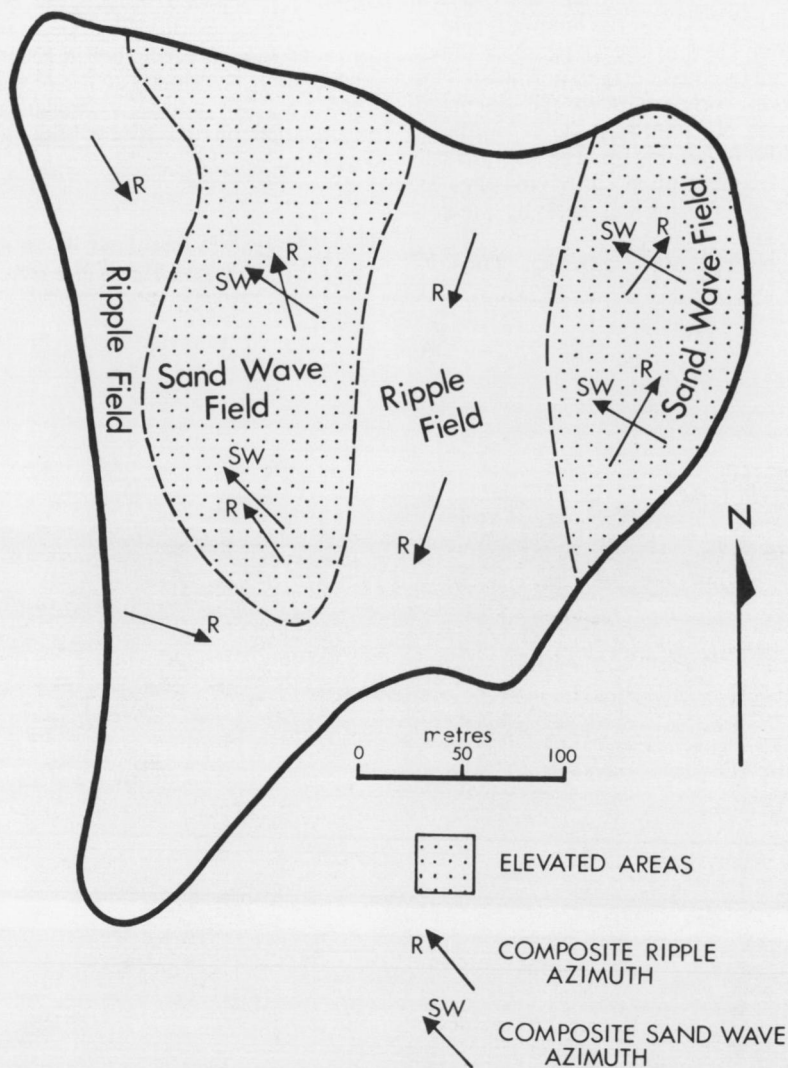 R
Ripple Field
R
SW
Sand Wave
Field
SW
R
R
Ripple
Field
R
SW
R
Sand Wave Field
R
SW
R
N
metres
0 50 100
ELEVATED AREAS
R
COMPOSITE RIPPLE
AZIMUTH
SW
COMPOSITE SAND WAVE
AZIMUTH